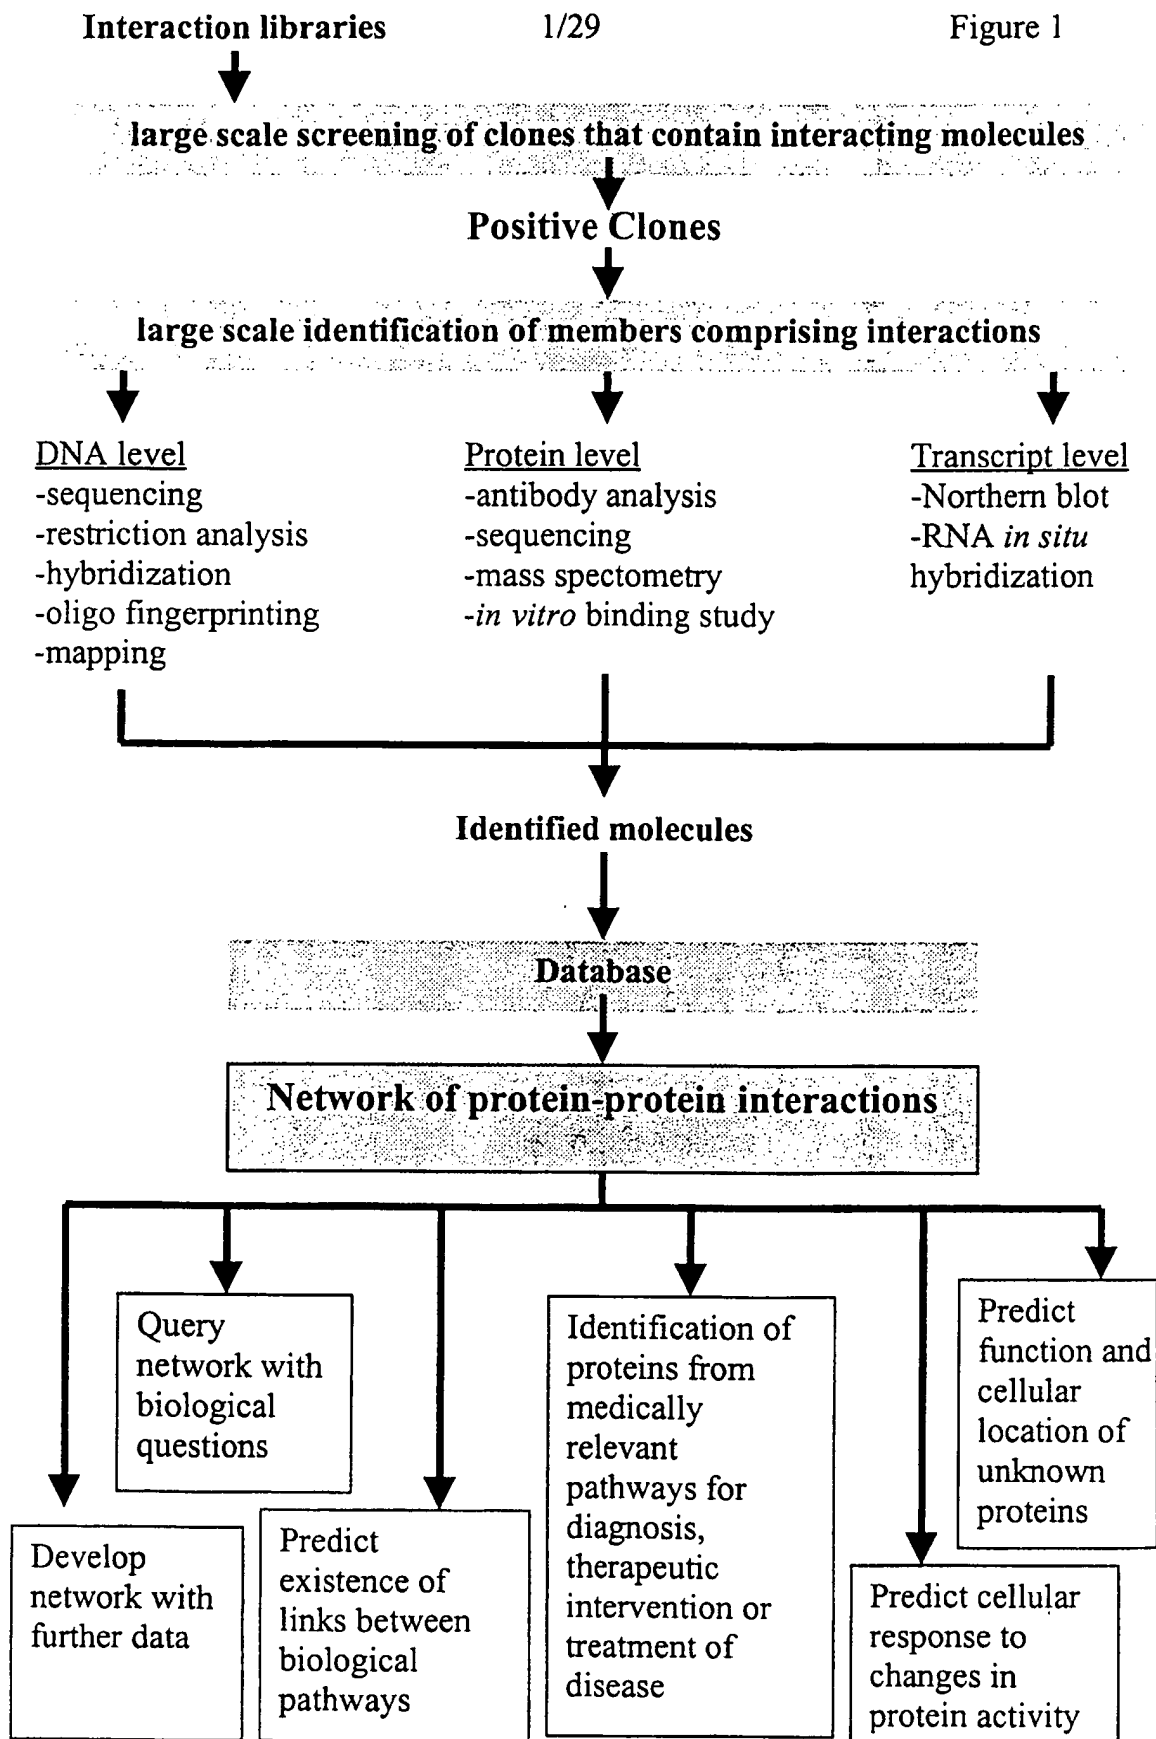 Interaction libraries 1/29 Figure 1
large scale screening of clones that contain interacting molecules
Positive Clones
large scale identification of members comprising interactions
DNA level
-sequencing
-restriction analysis
-hybridization
-oligo fingerprinting
-mapping
Protein level
-antibody analysis
-sequencing
-mass spectometry
-in vitro binding study
Transcript level
-Northern blot
-RNA in situ
hybridization
Identified molecules
Database
Network of protein-protein interactions
Develop
network with
further data
Query
network with
biological
questions
Predict
existence of
links between
biological
pathways
Identification of
proteins from
medically
relevant
pathways for
diagnosis,
therapeutic
intervention or
treatment of
disease
Predict cellular
response to
changes in
protein activity
Predict
function and
cellular
location of
unknown
proteins